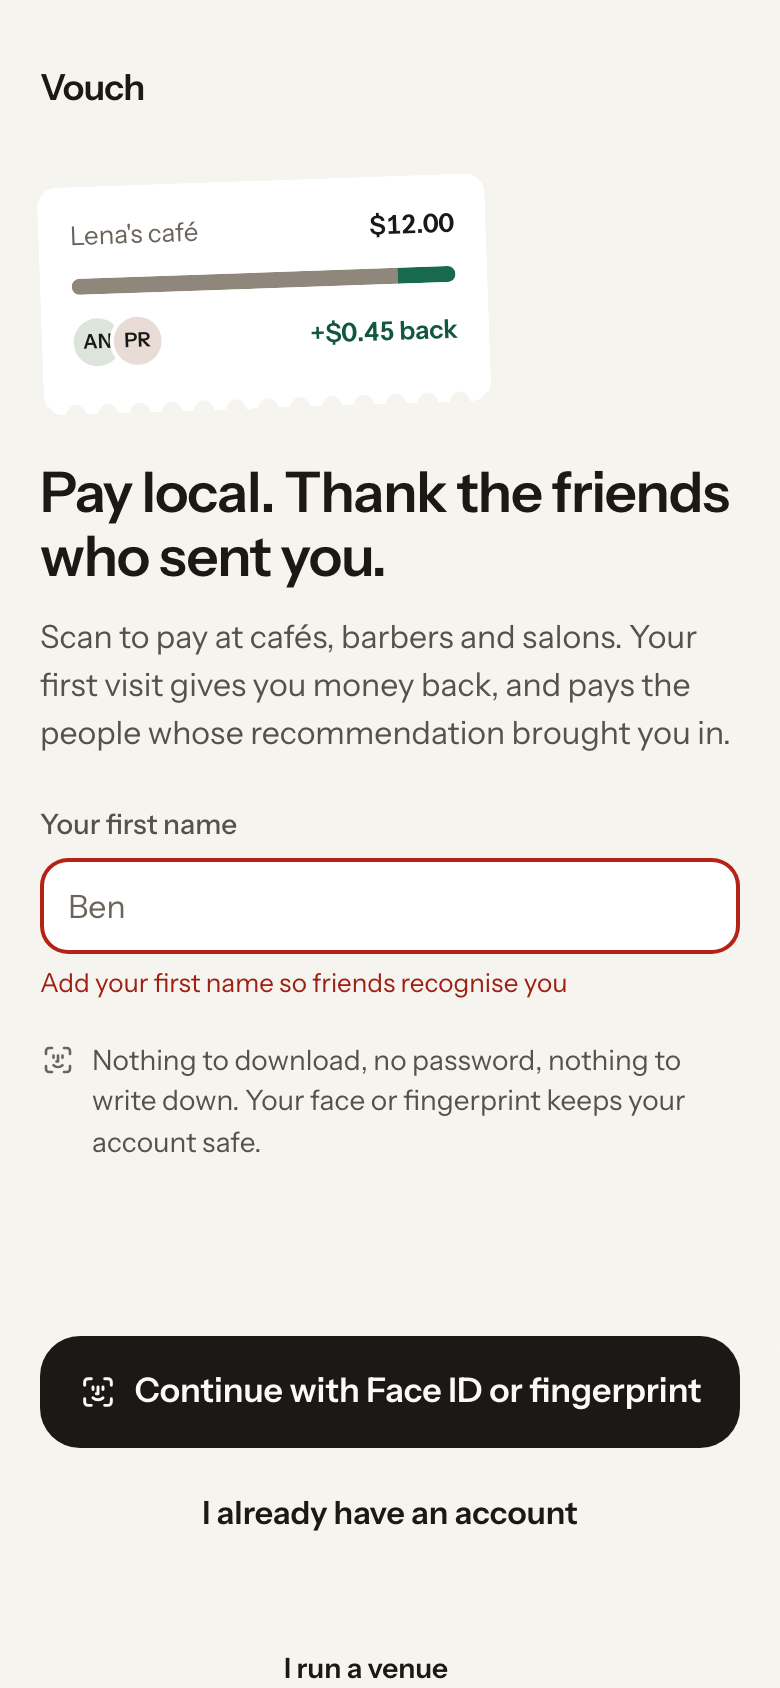 Vouch
Lena's café $12.00
AN PR +$0.45 back
Pay local. Thank the friends
who sent you.
Scan to pay at cafés, barbers and salons. Your
first visit gives you money back, and pays the
people whose recommendation brought you in.
Your first name
Ben
Add your first name so friends recognise you
Nothing to download, no password, nothing to
write down. Your face or fingerprint keeps your
account safe.
Continue with Face ID or fingerprint
I already have an account
I run a venue